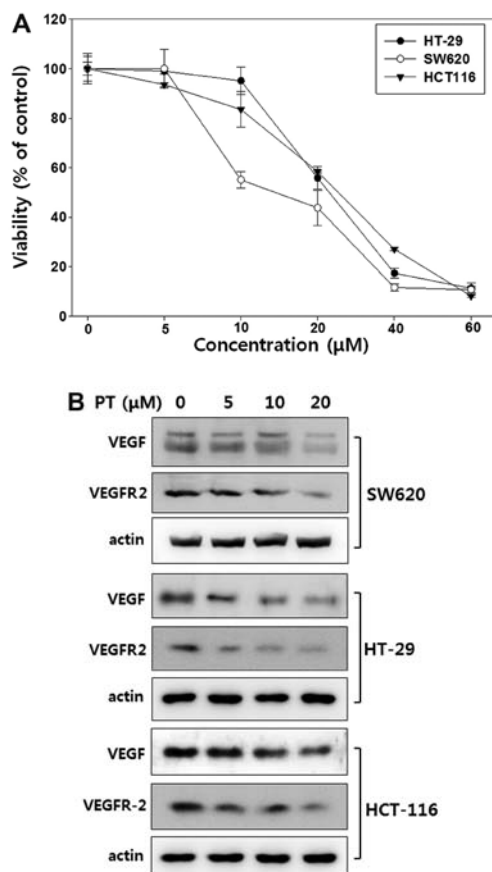 A
120
100
80
60
40
20
0
Viability (% of control)
HT-29
SW620
HCT116
0 5 10 20 40 60
Concentration (μM)
B
PT (μM) 0 5 10 20
VEGF
VEGFR2
actin
SW620
VEGF
VEGFR2
actin
HT-29
VEGF
VEGFR-2
actin
HCT-116